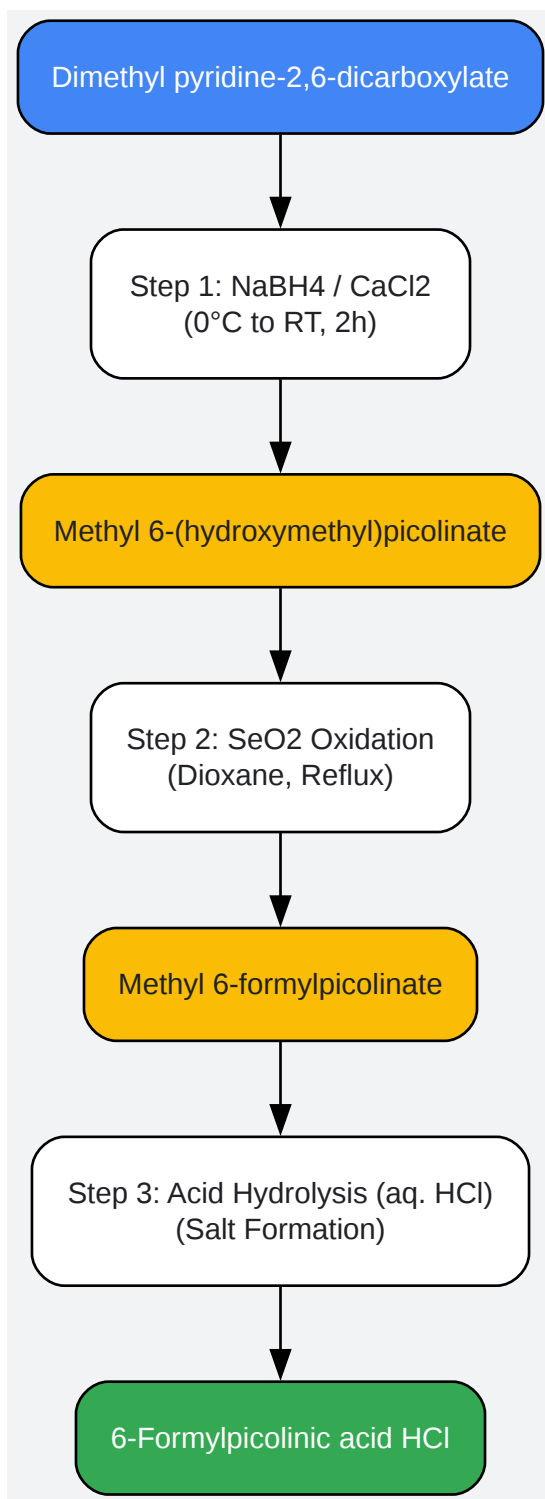 Dimethyl pyridine-2,6-dicarboxylate
Step 1: NaBH4 / CaCl2
(0°C to RT, 2h)
Methyl 6-(hydroxymethyl)picolinate
Step 2: SeO2 Oxidation
(Dioxane, Reflux)
Methyl 6-formylpicolinate
Step 3: Acid Hydrolysis (aq. HCl)
(Salt Formation)
6-Formylpicolinic acid HCl